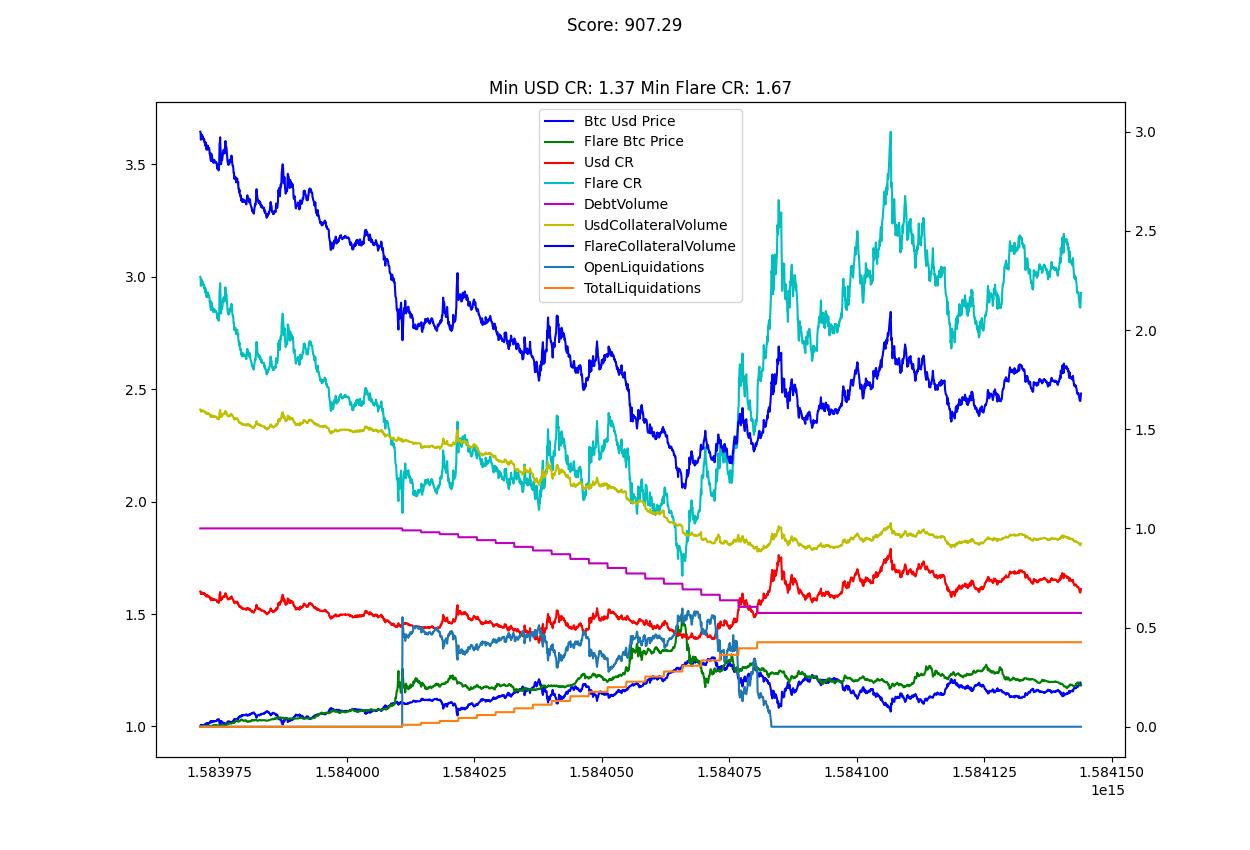 Score: 907.29
Min USD CR: 1.37 Min Flare CR: 1.67
Btc Usd Price
Flare Btc Price
Usd CR
Flare CR
DebtVolume
UsdCollateralVolume
FlareCollateralVolume
OpenLiquidations
TotalLiquidations
3.5
3.0
2.5
2.0
1.5
1.0
3.0
2.5
2.0
1.5
1.0
0.5
0.0
1.583975 1.584000 1.584025 1.584050 1.584075 1.584100 1.584125 1.584150
1e15